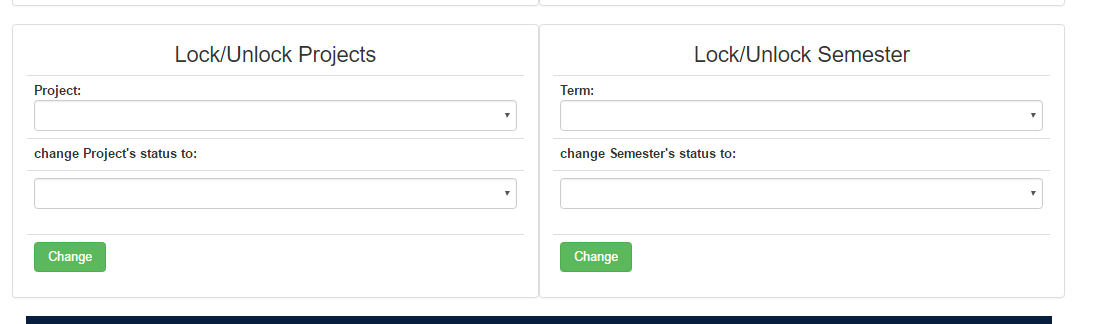 Lock/Unlock Projects
Project:
change Project's status to:
Change
Lock/Unlock Semester
Term:
change Semester's status to:
Change